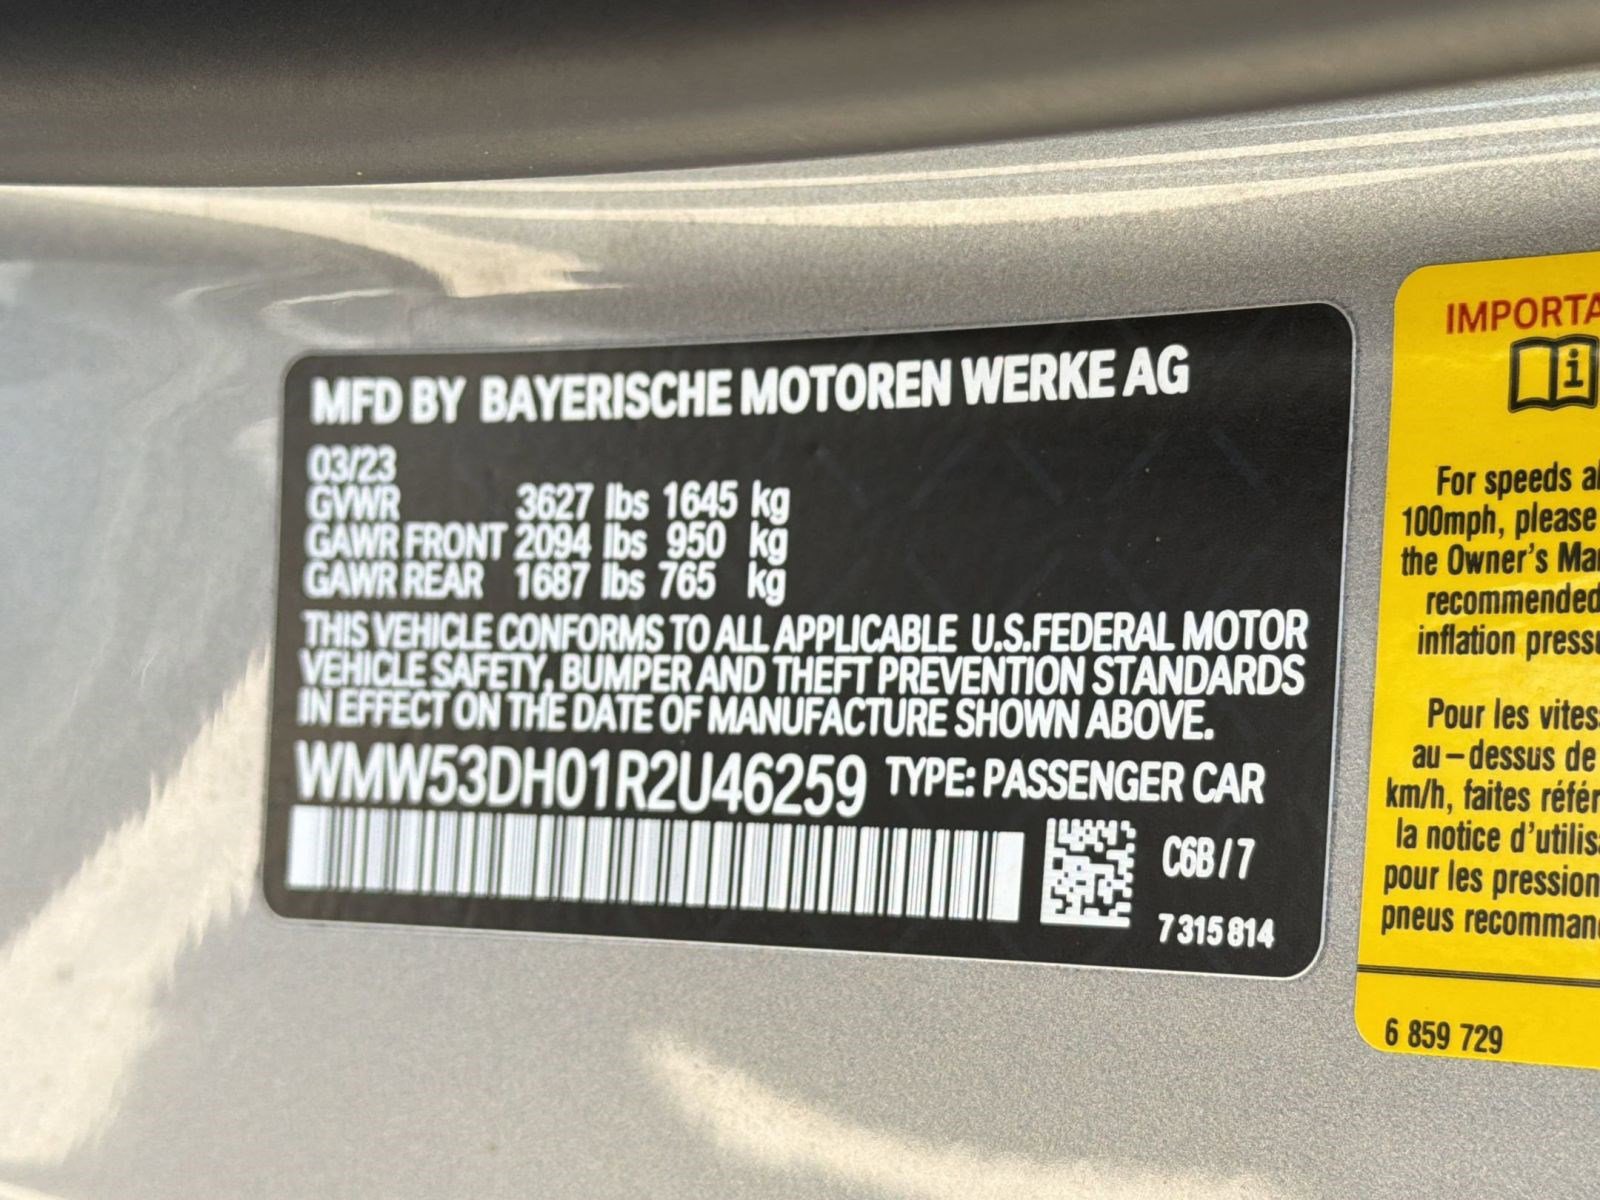 MFD BY BAYERISCHE MOTOREN WERKE AG
03/23
GVWR 3627 lbs 1645 kg
GAWR FRONT 2094 lbs 950 kg
GAWR REAR 1687 lbs 765 kg
THIS VEHICLE CONFORMS TO ALL APPLICABLE U.S.FEDERAL MOTOR
VEHICLE SAFETY, BUMPER AND THEFT PREVENTION STANDARDS
IN EFFECT ON THE DATE OF MANUFACTURE SHOWN ABOVE.
WMW53DH01R2U46259 TYPE: PASSENGER CAR
C6B / 7
7 315 814
IMPORTA
i
For speeds a
100mph, please
the Owner's Ma
recommended
inflation press
Pour les vites
au-dessus de
km/h, faites réfé
la notice d'utilis
pour les pression
pneus recomman
6 859 729